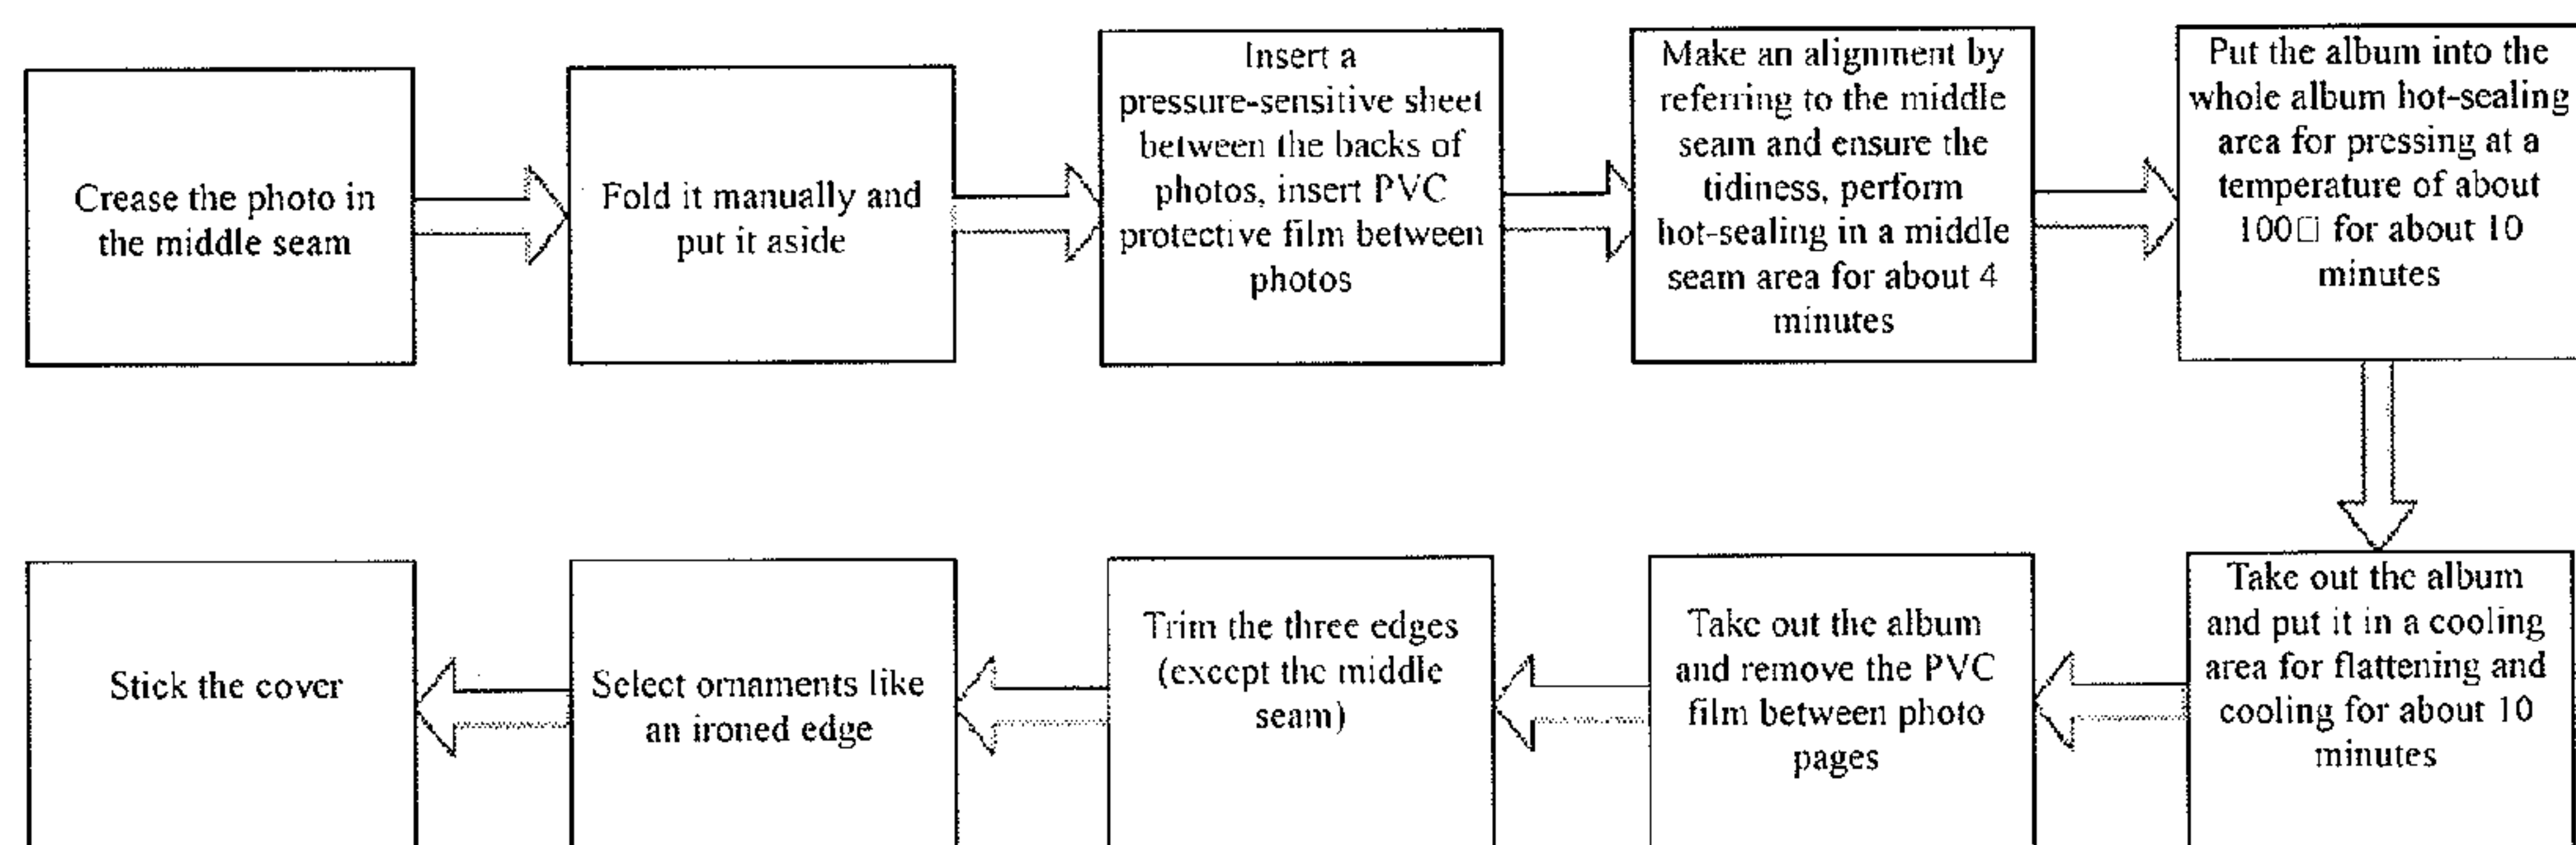 Crease the photo in
the middle seam
Fold it manually and
put it aside
Insert a
pressure-sensitive sheet
between the backs of
photos, insert PVC
protective film between
photos
Make an alignment by
referring to the middle
seam and ensure the
tidiness, perform
hot-sealing in a middle
seam area for about 4
minutes
Put the album into the
whole album hot-sealing
area for pressing at a
temperature of about
100□ for about 10
minutes
Take out the album
and put it in a cooling
area for flattening and
cooling for about 10
minutes
Take out the album
and remove the PVC
film between photo
pages
Trim the three edges
(except the middle
seam)
Select ornaments like
an ironed edge
Stick the cover